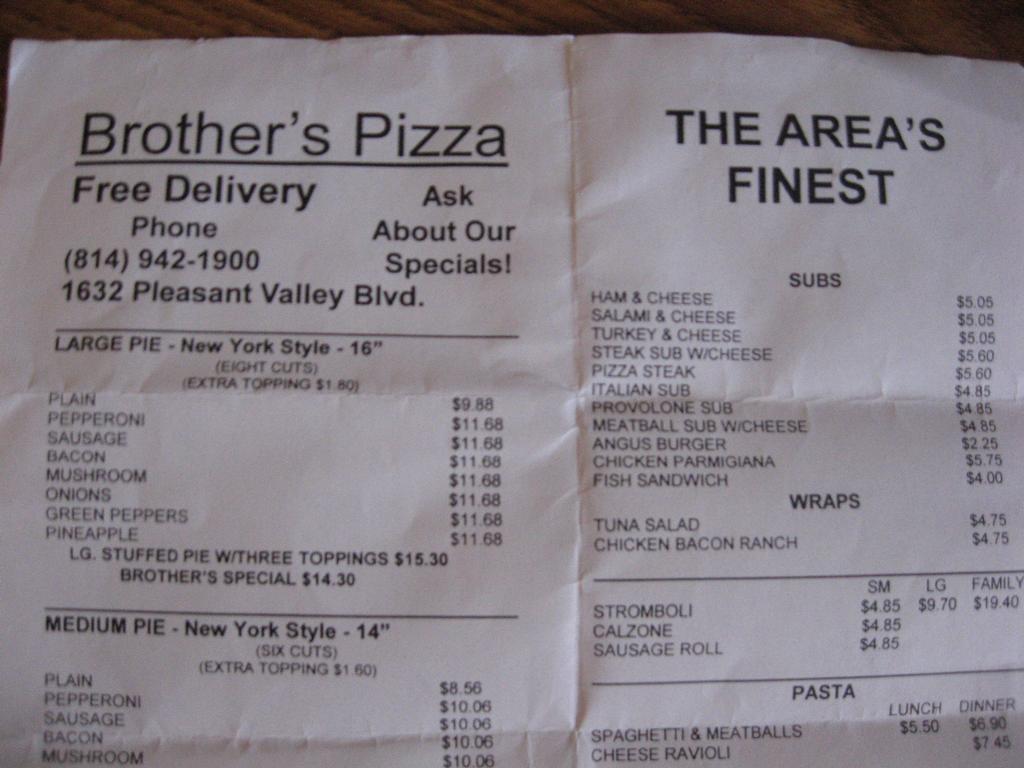 Brother's Pizza
Free Delivery
Phone
(814) 942-1900
1632 Pleasant Valley Blvd.
Ask
About Our
Specials!
LARGE PIE - New York Style - 16"
(EIGHT CUTS)
(EXTRA TOPPING $1.80)
PLAIN $9.88
PEPPERONI $11.68
SAUSAGE $11.68
BACON $11.68
MUSHROOM $11.68
ONIONS $11.68
GREEN PEPPERS $11.68
PINEAPPLE $11.68
LG. STUFFED PIE W/THREE TOPPINGS $15.30
BROTHER'S SPECIAL $14.30
MEDIUM PIE - New York Style - 14"
(SIX CUTS)
(EXTRA TOPPING $1.60)
PLAIN $8.56
PEPPERONI $10.06
SAUSAGE $10.06
BACON $10.06
MUSHROOM $10.06
THE AREA'S
FINEST
SUBS
HAM & CHEESE $5.05
SALAMI & CHEESE $5.05
TURKEY & CHEESE $5.05
STEAK SUB W/CHEESE $5.60
PIZZA STEAK $5.60
ITALIAN SUB $4.85
PROVOLONE SUB $4.85
MEATBALL SUB W/CHEESE $4.85
ANGUS BURGER $2.25
CHICKEN PARMIGIANA $5.75
FISH SANDWICH $4.00
WRAPS
TUNA SALAD $4.75
CHICKEN BACON RANCH $4.75
SM LG FAMILY
STROMBOLI $4.85 $9.70 $19.40
CALZONE $4.85
SAUSAGE ROLL $4.85
PASTA
LUNCH DINNER
SPAGHETTI & MEATBALLS $5.50 $6.90
CHEESE RAVIOLI $7.45